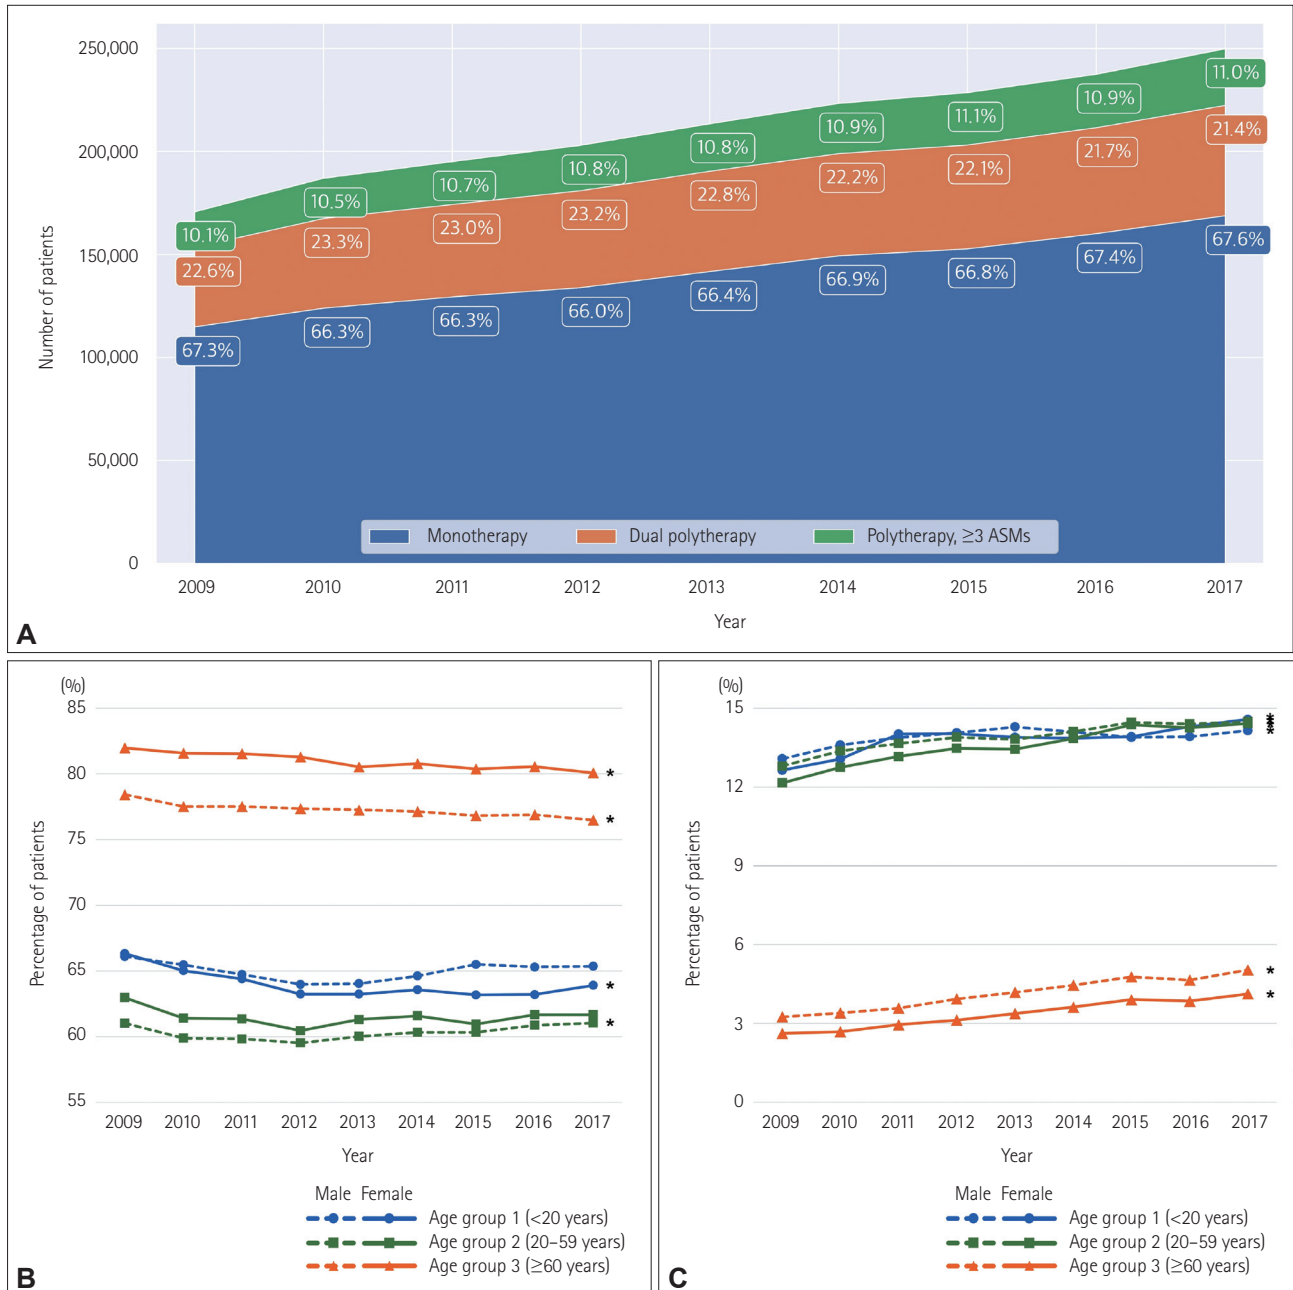 250,000
200,000
150,000
100,000
50,000
0
Number of patients
11.0%
10.9%
11.1%
10.9%
10.8%
10.8%
10.7%
10.5%
10.1%
21.4%
21.7%
22.1%
22.2%
22.8%
23.2%
23.0%
23.3%
22.6%
67.6%
67.4%
66.8%
66.9%
66.4%
66.0%
66.3%
66.3%
67.3%
Monotherapy Dual polytherapy Polytherapy, ≥3 ASMs
2009 2010 2011 2012 2013 2014 2015 2016 2017
Year
A
(%)
85
80
75
70
65
60
55
Percentage of patients
*
*
*
*
2009 2010 2011 2012 2013 2014 2015 2016 2017
Year
Male Female
Age group 1 (<20 years)
Age group 2 (20–59 years)
Age group 3 (≥60 years)
B
(%)
15
12
9
6
3
0
Percentage of patients
*
*
*
*
*
*
2009 2010 2011 2012 2013 2014 2015 2016 2017
Year
Male Female
Age group 1 (<20 years)
Age group 2 (20–59 years)
Age group 3 (≥60 years)
C